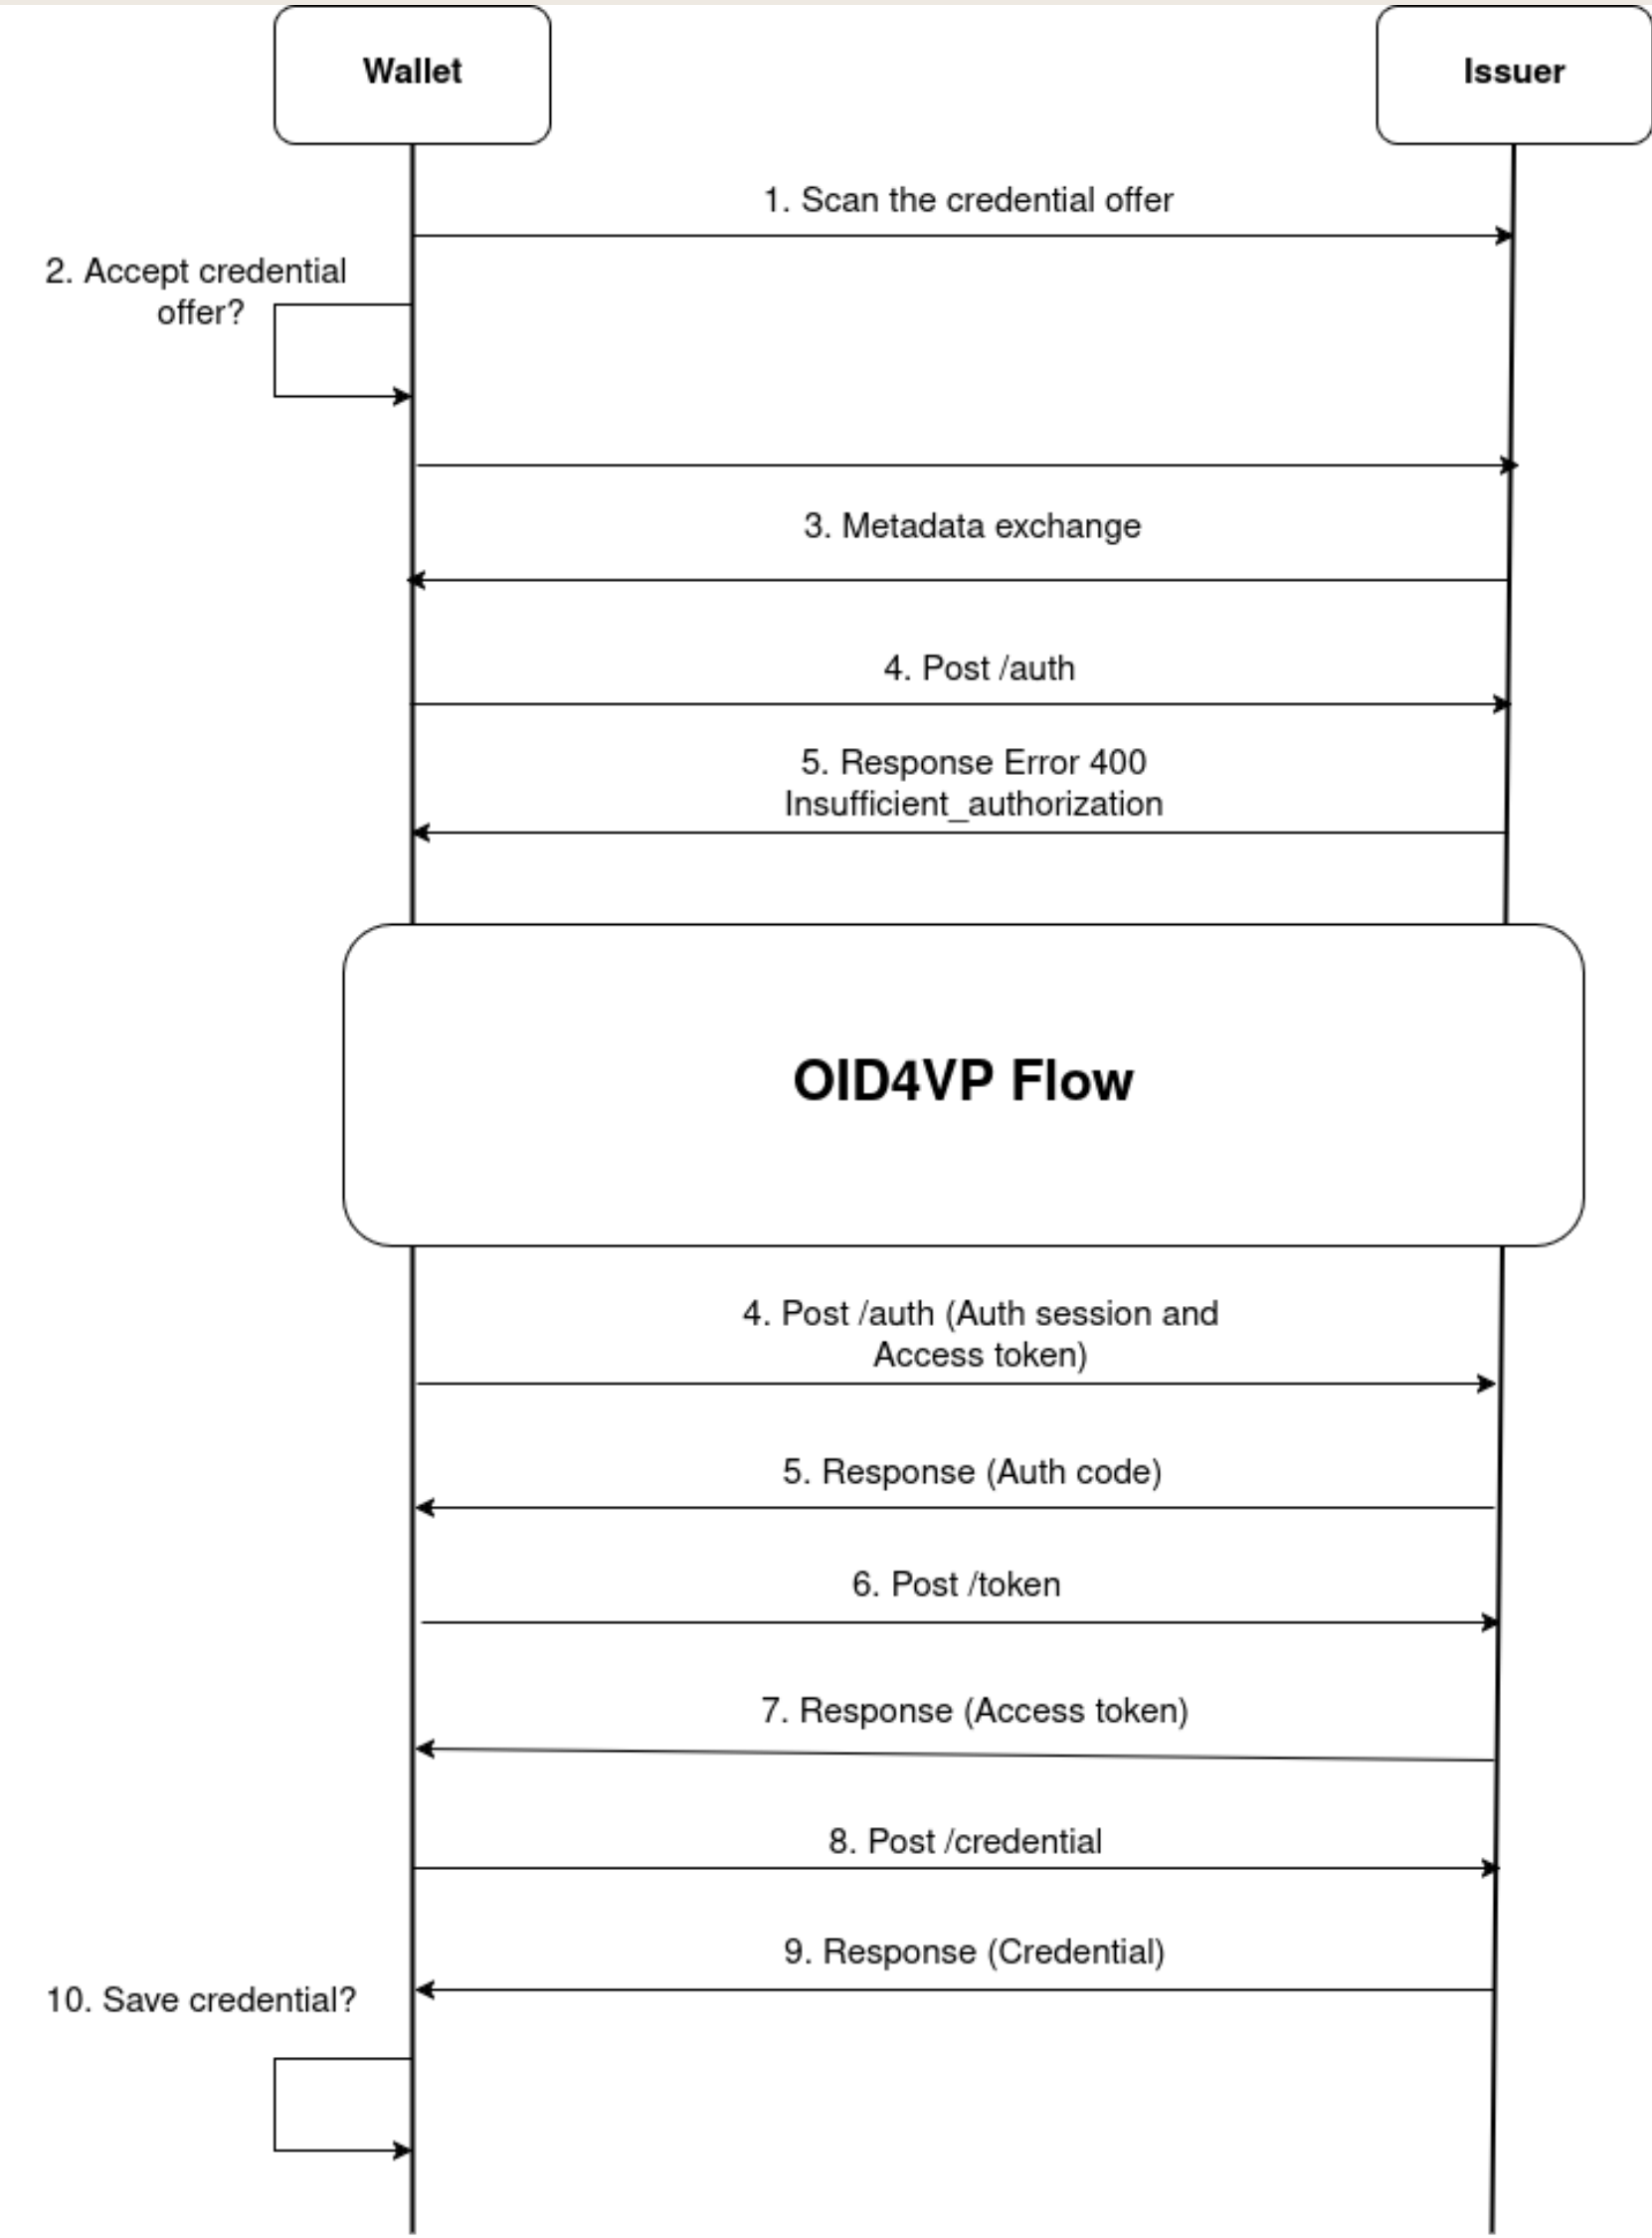 Wallet
Issuer
1. Scan the credential offer
2. Accept credential
offer?
3. Metadata exchange
4. Post /auth
5. Response Error 400
Insufficient_authorization
OID4VP Flow
4. Post /auth (Auth session and
Access token)
5. Response (Auth code)
6. Post /token
7. Response (Access token)
8. Post /credential
9. Response (Credential)
10. Save credential?